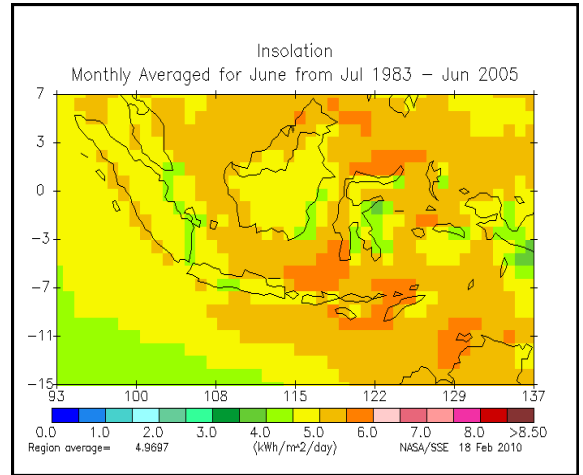 Insolation
Monthly Averaged for June from Jul 1983 – Jun 2005
7
3
0
−3
−7
−11
−15
93 100 108 115 122 129 137
0.0 1.0 2.0 3.0 4.0 5.0 6.0 7.0 8.0 >8.50
Region average= 4.9697 (kWh/m^2/day) NASA/SSE 18 Feb 2010